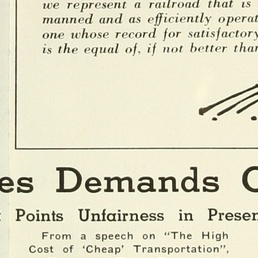 we represent a railroad that is
manned and as efficiently operat
one whose record for satisfactory
is the equal of, if not better than
es Demands
Points Unfairness in Presen
From a speech on "The High
Cost of 'Cheap' Transportation",